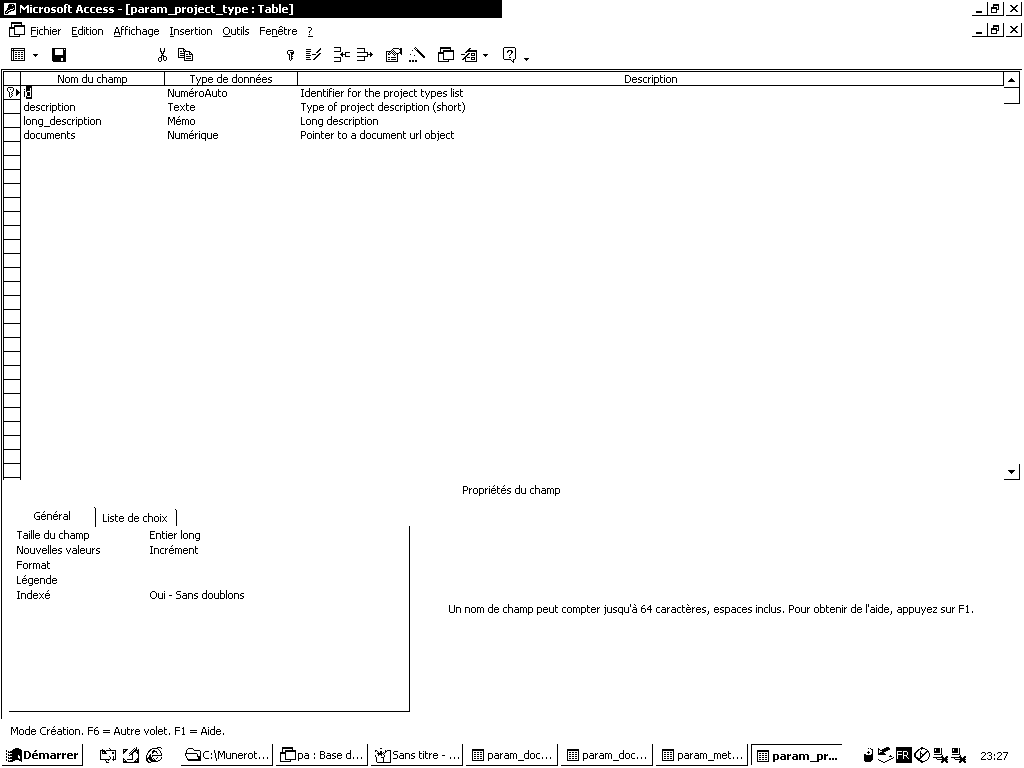 Microsoft Access - [param_project_type : Table]
Fichier Edition Affichage Insertion Outils Fenêtre ?
Nom du champ Type de données Description
id NuméroAuto Identifier for the project types list
description Texte Type of project description (short)
long_description Mémo Long description
documents Numérique Pointer to a document url object
Propriétés du champ
Général Liste de choix
Taille du champ Entier long
Nouvelles valeurs Incrément
Format
Légende
Indexé Oui - Sans doublons
Un nom de champ peut compter jusqu'à 64 caractères, espaces inclus. Pour obtenir de l'aide, appuyez sur F1.
Mode Création. F6 = Autre volet. F1 = Aide.
Démarrer C:\Munerot... pa : Base d... Sans titre - ... param_doc... param_doc... param_met... param_pr... FR 23:27